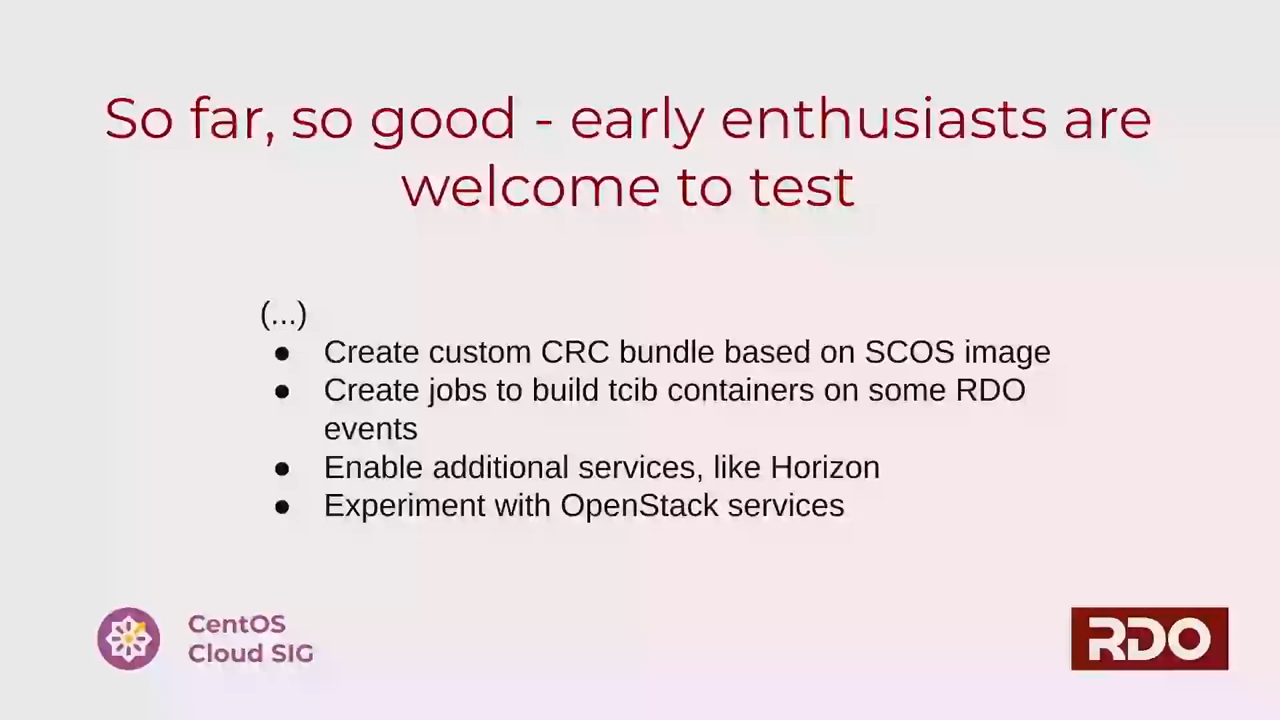 So far, so good - early enthusiasts are
welcome to test
(...)
● Create custom CRC bundle based on SCOS image
● Create jobs to build tcib containers on some RDO
events
● Enable additional services, like Horizon
● Experiment with OpenStack services
CentOS
Cloud SIG
RDO